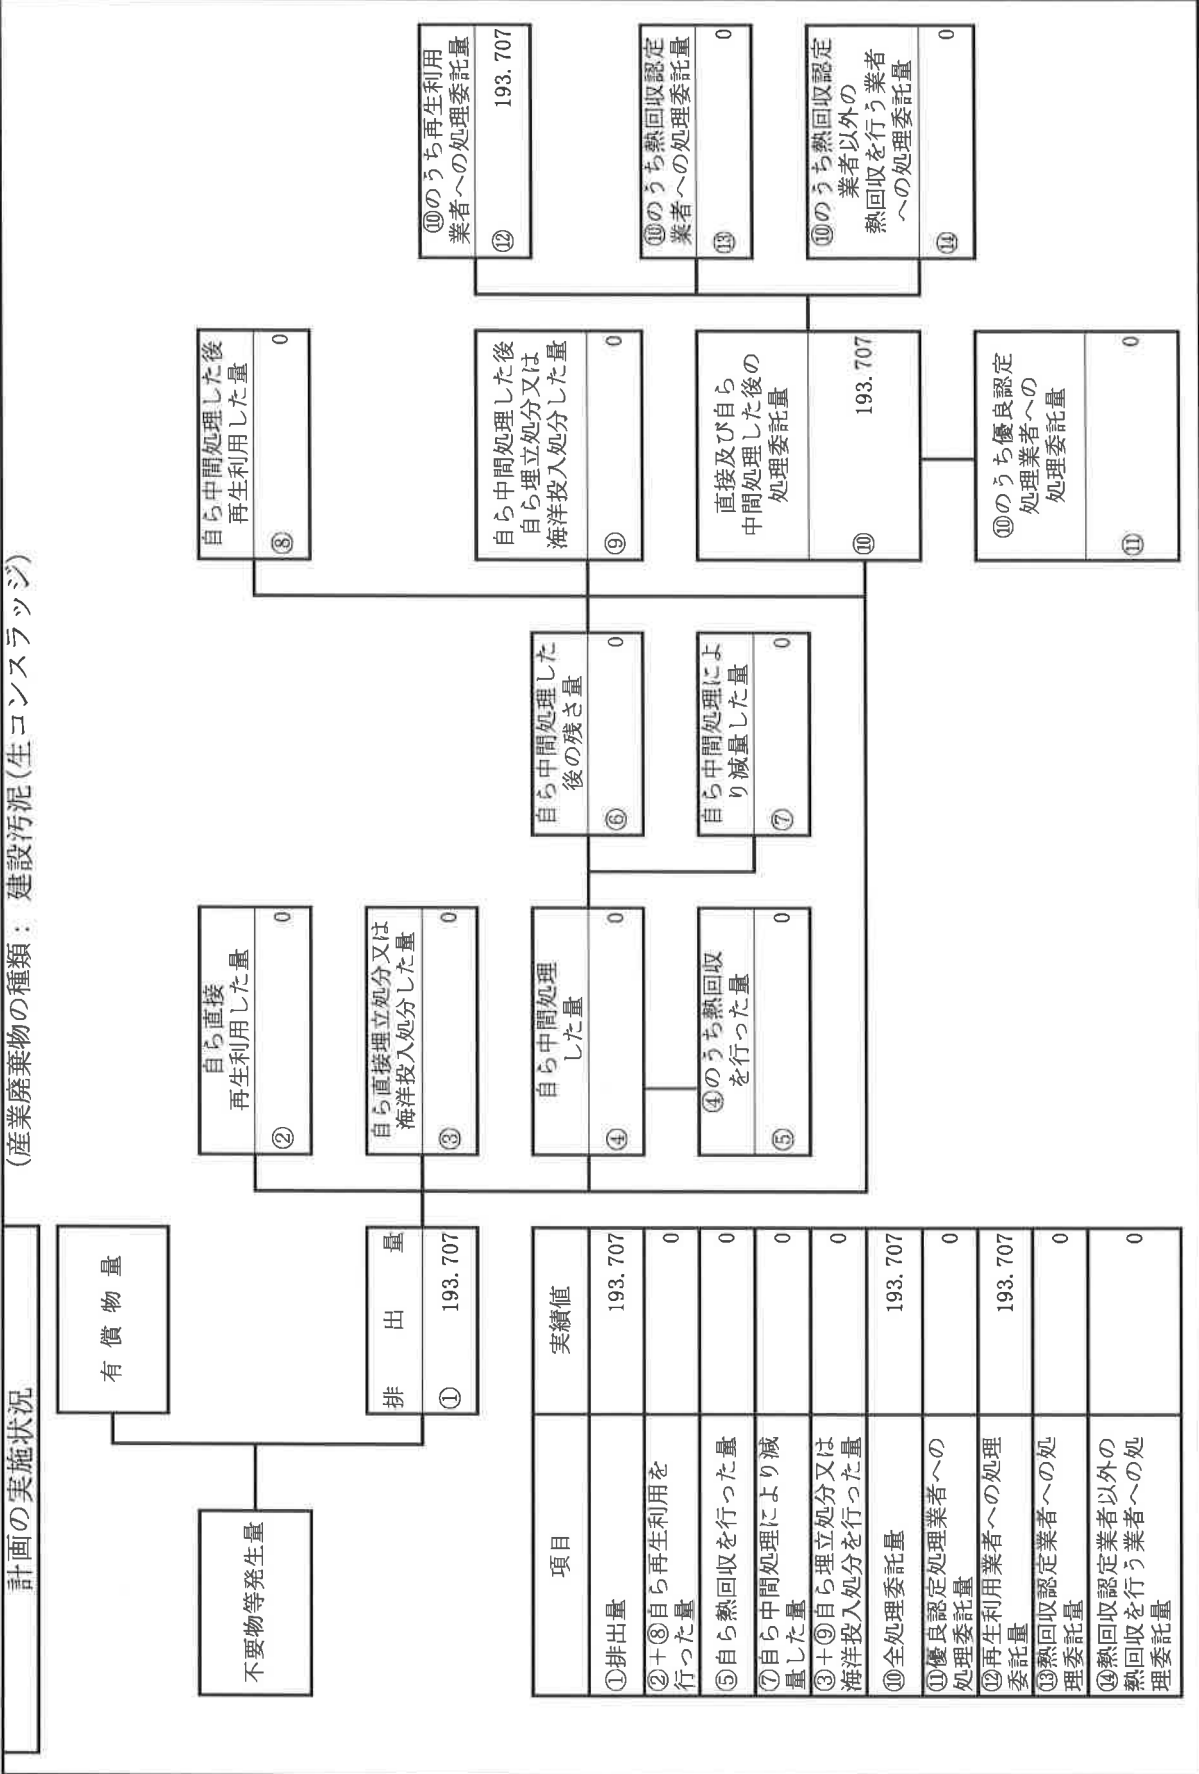 計画の実施状況
(産業廃棄物の種類： 建設汚泥(生コンスラッジ)
不要物等発生量
有償物量
排出量
① 193.707
自ら直接
再生利用した量
② 0
自ら直接埋立処分又は
海洋投入処分した量
③ 0
自ら中間処理
した量
④ 0
④のうち熱回収
を行った量
⑤ 0
自ら中間処理した
後の残さ量
⑥ 0
自ら中間処理によ
り減量した量
⑦ 0
自ら中間処理した後
再生利用した量
⑧ 0
自ら中間処理した後
自ら埋立処分又は
海洋投入処分した量
⑨ 0
直接及び自ら
中間処理した後の
処理委託量
⑩ 193.707
⑩のうち優良認定
処理業者への
処理委託量
⑪ 0
⑩のうち再生利用
業者への処理委託量
⑫ 193.707
⑩のうち熱回収認定
業者への処理委託量
⑬ 0
⑩のうち熱回収認定
業者以外の
熱回収を行う業者
への処理委託量
⑭ 0
項目 実績値
①排出量 193.707
②+⑧自ら再生利用を
行った量 0
⑤自ら熱回収を行った量 0
⑦自ら中間処理により減
量した量 0
③+⑨自ら埋立処分又は
海洋投入処分を行った量 0
⑩全処理委託量 193.707
⑪優良認定処理業者への
処理委託量 0
⑫再生利用業者への処理
委託量 193.707
⑬熱回収認定業者への処
理委託量 0
⑭熱回収認定業者以外の
熱回収を行う業者への処
理委託量 0